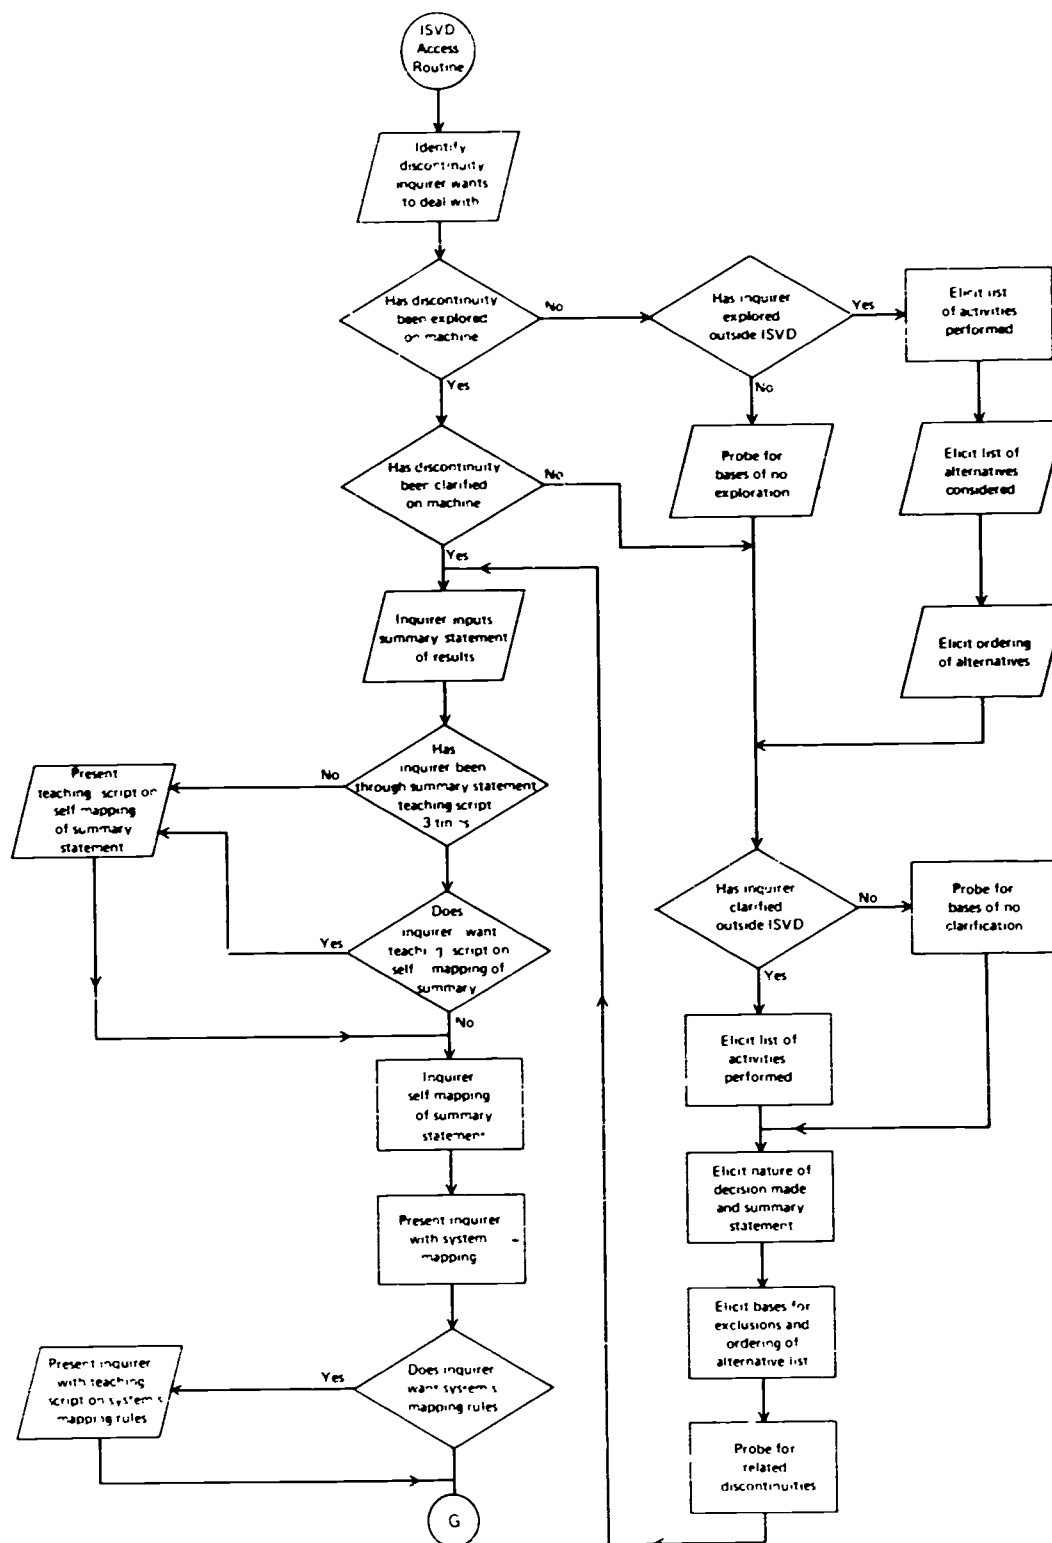 ISVD
Access
Routine
Identify
discontinuity
inquirer wants
to deal with
Has discontinuity
been explored
on machine
No
Yes
Has inquirer
explored
outside ISVD
Yes
No
Elicit list
of activities
performed
Has discontinuity
been clarified
on machine
No
Yes
Probe for
bases of no
exploration
Elicit list of
alternatives
considered
Inquirer inputs
summary statement
of results
Elicit ordering
of alternatives
Has
inquirer been
through summary statement
teaching script
3 times
No
Present
teaching script on
self mapping
of summary
statement
Does
inquirer want
teaching script on
self mapping of
summary
Yes
No
Has inquirer
clarified
outside ISVD
No
Yes
Probe for
bases of no
clarification
Elicit list of
activities
performed
Inquirer
self mapping
of summary
statement
Elicit nature of
decision made
and summary
statement
Present inquirer
with system
mapping
Elicit bases for
exclusions and
ordering of
alternative list
Does inquirer
want system's
mapping rules
Yes
Present inquirer
with teaching
script on system's
mapping rules
Probe for
related
discontinuities
G